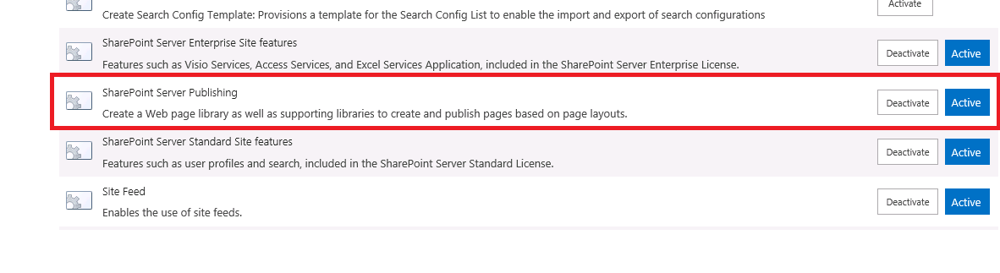 Activate
Create Search Config Template: Provisions a template for the Search Config List to enable the import and export of search configurations
SharePoint Server Enterprise Site features
Features such as Visio Services, Access Services, and Excel Services Application, included in the SharePoint Server Enterprise License.
Deactivate Active
SharePoint Server Publishing
Create a Web page library as well as supporting libraries to create and publish pages based on page layouts.
Deactivate Active
SharePoint Server Standard Site features
Features such as user profiles and search, included in the SharePoint Server Standard License.
Deactivate Active
Site Feed
Enables the use of site feeds.
Deactivate Active